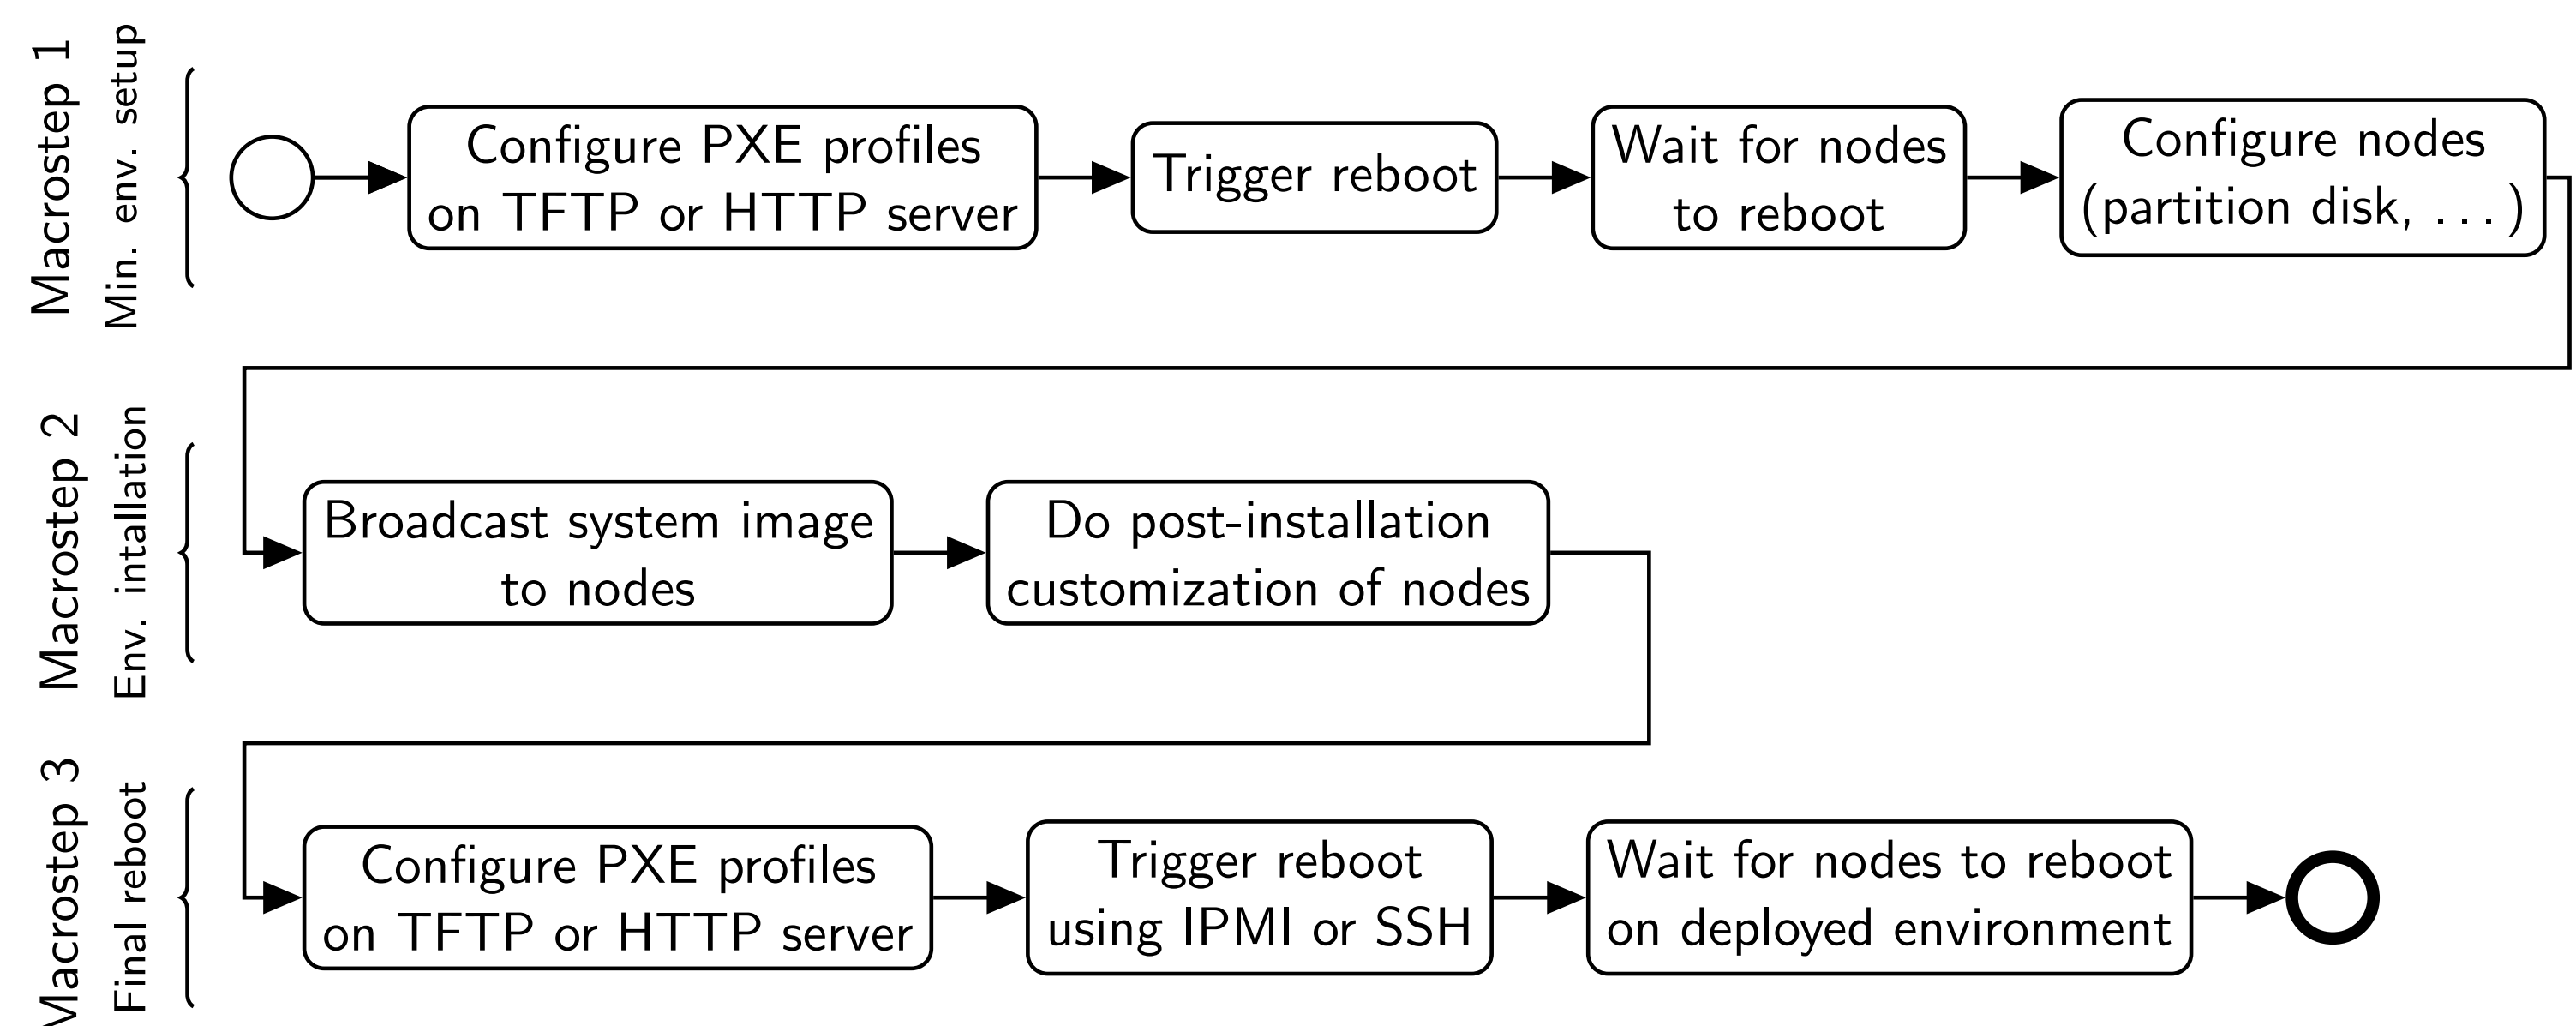 Macrostep 1
Min. env. setup
Configure PXE profiles
on TFTP or HTTP server
Trigger reboot
Wait for nodes
to reboot
Configure nodes
(partition disk, ...)
Macrostep 2
Env. intallation
Broadcast system image
to nodes
Do post-installation
customization of nodes
Macrostep 3
Final reboot
Configure PXE profiles
on TFTP or HTTP server
Trigger reboot
using IPMI or SSH
Wait for nodes to reboot
on deployed environment